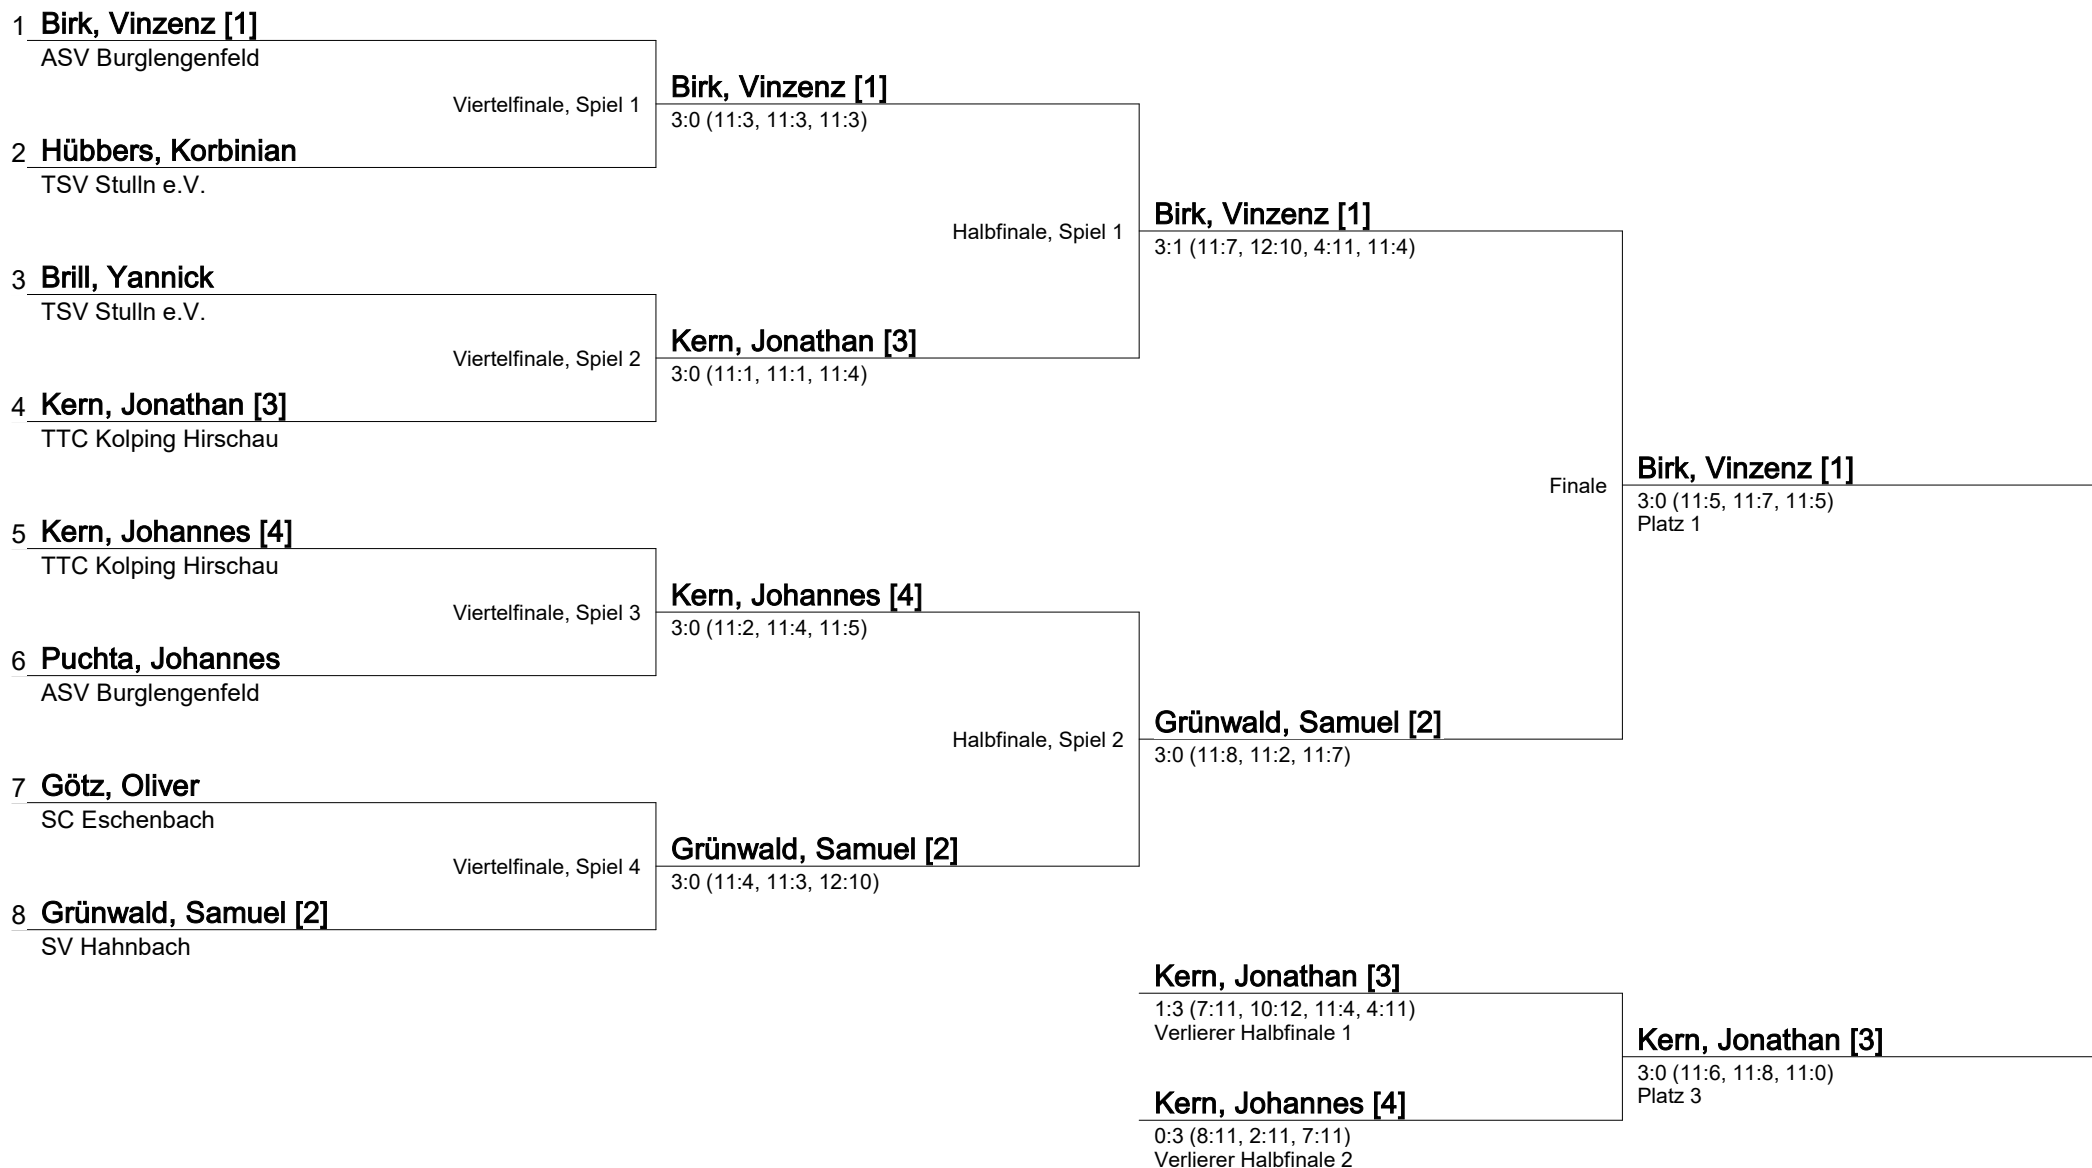 1 Birk, Vinzenz [1]
ASV Burglengenfeld
Viertelfinale, Spiel 1
Birk, Vinzenz [1]
3:0 (11:3, 11:3, 11:3)
2 Hübbers, Korbinian
TSV Stulln e.V.
Halbfinale, Spiel 1
Birk, Vinzenz [1]
3:1 (11:7, 12:10, 4:11, 11:4)
3 Brill, Yannick
TSV Stulln e.V.
Viertelfinale, Spiel 2
Kern, Jonathan [3]
3:0 (11:1, 11:1, 11:4)
4 Kern, Jonathan [3]
TTC Kolping Hirschau
Finale
Birk, Vinzenz [1]
3:0 (11:5, 11:7, 11:5)
Platz 1
5 Kern, Johannes [4]
TTC Kolping Hirschau
Viertelfinale, Spiel 3
Kern, Johannes [4]
3:0 (11:2, 11:4, 11:5)
6 Puchta, Johannes
ASV Burglengenfeld
Halbfinale, Spiel 2
Grünwald, Samuel [2]
3:0 (11:8, 11:2, 11:7)
7 Götz, Oliver
SC Eschenbach
Viertelfinale, Spiel 4
Grünwald, Samuel [2]
3:0 (11:4, 11:3, 12:10)
8 Grünwald, Samuel [2]
SV Hahnbach
Kern, Jonathan [3]
1:3 (7:11, 10:12, 11:4, 4:11)
Verlierer Halbfinale 1
Kern, Jonathan [3]
3:0 (11:6, 11:8, 11:0)
Platz 3
Kern, Johannes [4]
0:3 (8:11, 2:11, 7:11)
Verlierer Halbfinale 2